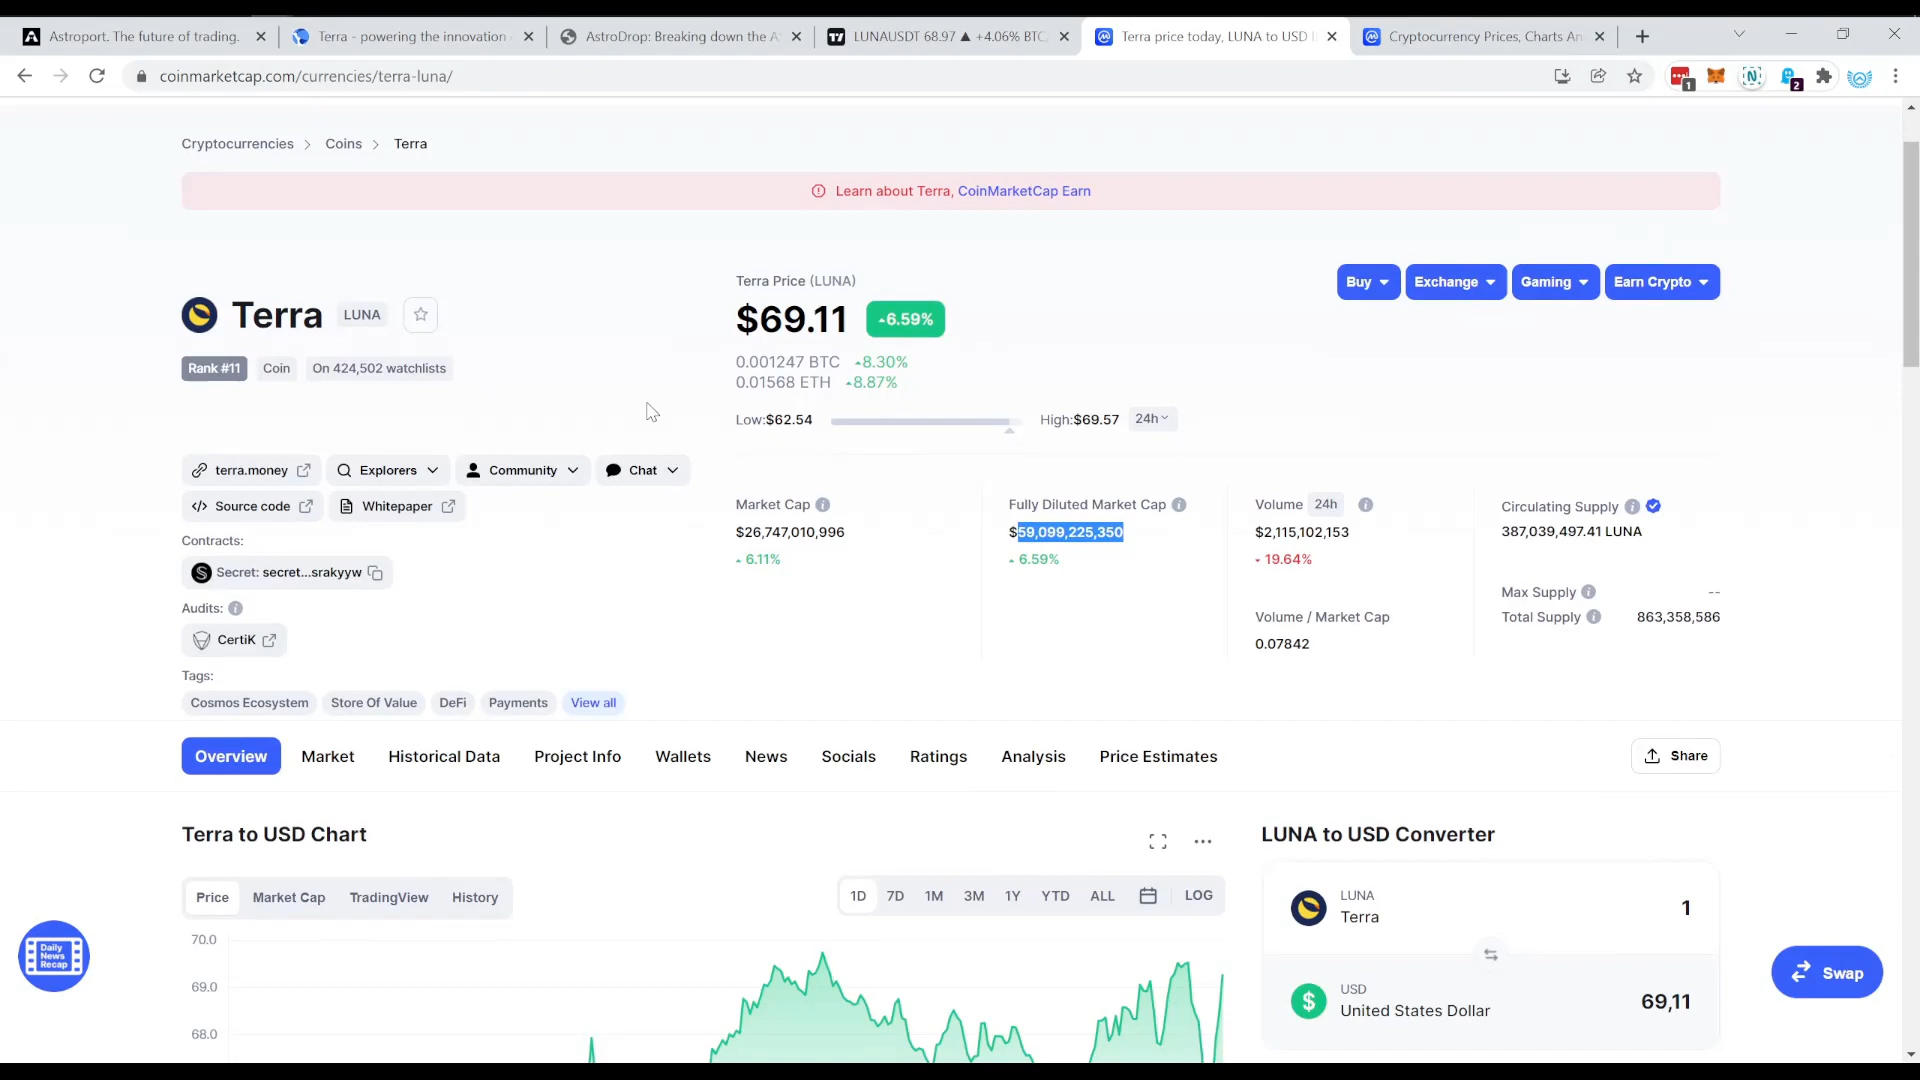 Astroport. The future of trading.
Terra - powering the innovation
AstroDrop: Breaking down the A
LUNAUSDT 68.97 ▲ +4.06% BTC
Terra price today, LUNA to USD l
Cryptocurrency Prices, Charts An
coinmarketcap.com/currencies/terra-luna/
1
2
Cryptocurrencies > Coins > Terra
Learn about Terra, CoinMarketCap Earn
Terra LUNA
Rank #11 Coin On 424,502 watchlists
Terra Price (LUNA)
$69.11 6.59%
0.001247 BTC 8.30%
0.01568 ETH 8.87%
Low:$62.54 High:$69.57 24h
Buy Exchange Gaming Earn Crypto
terra.money Explorers Community Chat
Source code Whitepaper
Contracts:
Secret: secret...srakyyw
Audits:
CertiK
Tags:
Cosmos Ecosystem Store Of Value DeFi Payments View all
Market Cap
$26,747,010,996
6.11%
Fully Diluted Market Cap
$59,099,225,350
6.59%
Volume 24h
$2,115,102,153
19.64%
Volume / Market Cap
0.07842
Circulating Supply
387,039,497.41 LUNA
Max Supply --
Total Supply 863,358,586
Overview Market Historical Data Project Info Wallets News Socials Ratings Analysis Price Estimates Share
Terra to USD Chart
Price Market Cap TradingView History
1D 7D 1M 3M 1Y YTD ALL LOG
70.0
69.0
68.0
LUNA to USD Converter
LUNA
Terra
1
USD
United States Dollar
69,11
Daily
News
Recap
Swap